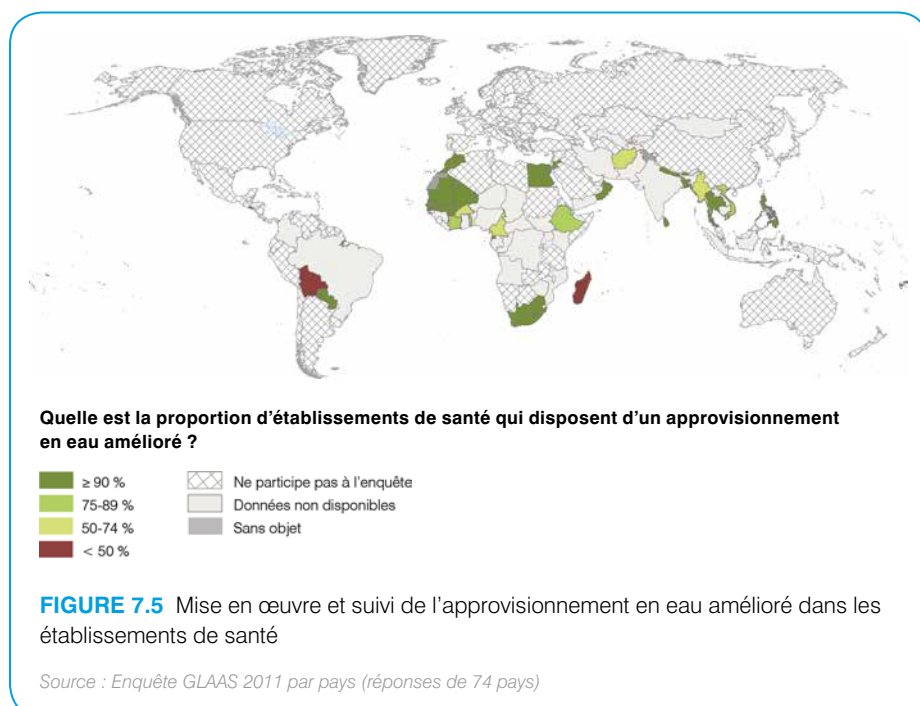 Quelle est la proportion d'établissements de santé qui disposent d'un approvisionnement
en eau amélioré ?
≥ 90 %
75-89 %
50-74 %
< 50 %
Ne participe pas à l'enquête
Données non disponibles
Sans objet
FIGURE 7.5 Mise en œuvre et suivi de l'approvisionnement en eau amélioré dans les
établissements de santé
Source : Enquête GLAAS 2011 par pays (réponses de 74 pays)